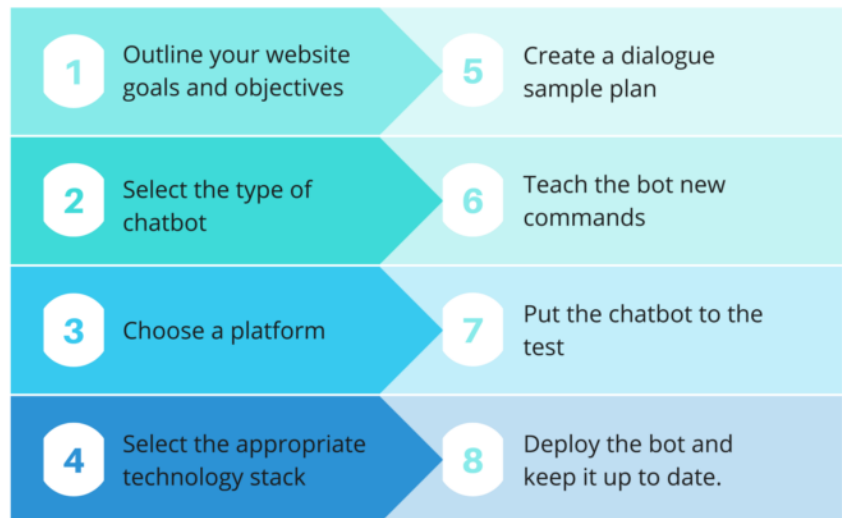 1
Outline your website
goals and objectives
2
Select the type of
chatbot
3
Choose a platform
4
Select the appropriate
technology stack
5
Create a dialogue
sample plan
6
Teach the bot new
commands
7
Put the chatbot to the
test
8
Deploy the bot and
keep it up to date.